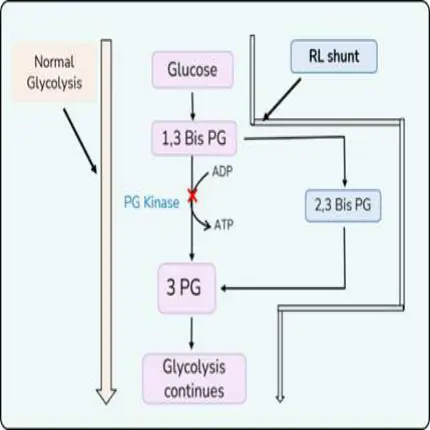 Normal
Glycolysis
Glucose
RL shunt
1,3 Bis PG
ADP
PG Kinase
2,3 Bis PG
ATP
3 PG
Glycolysis
continues